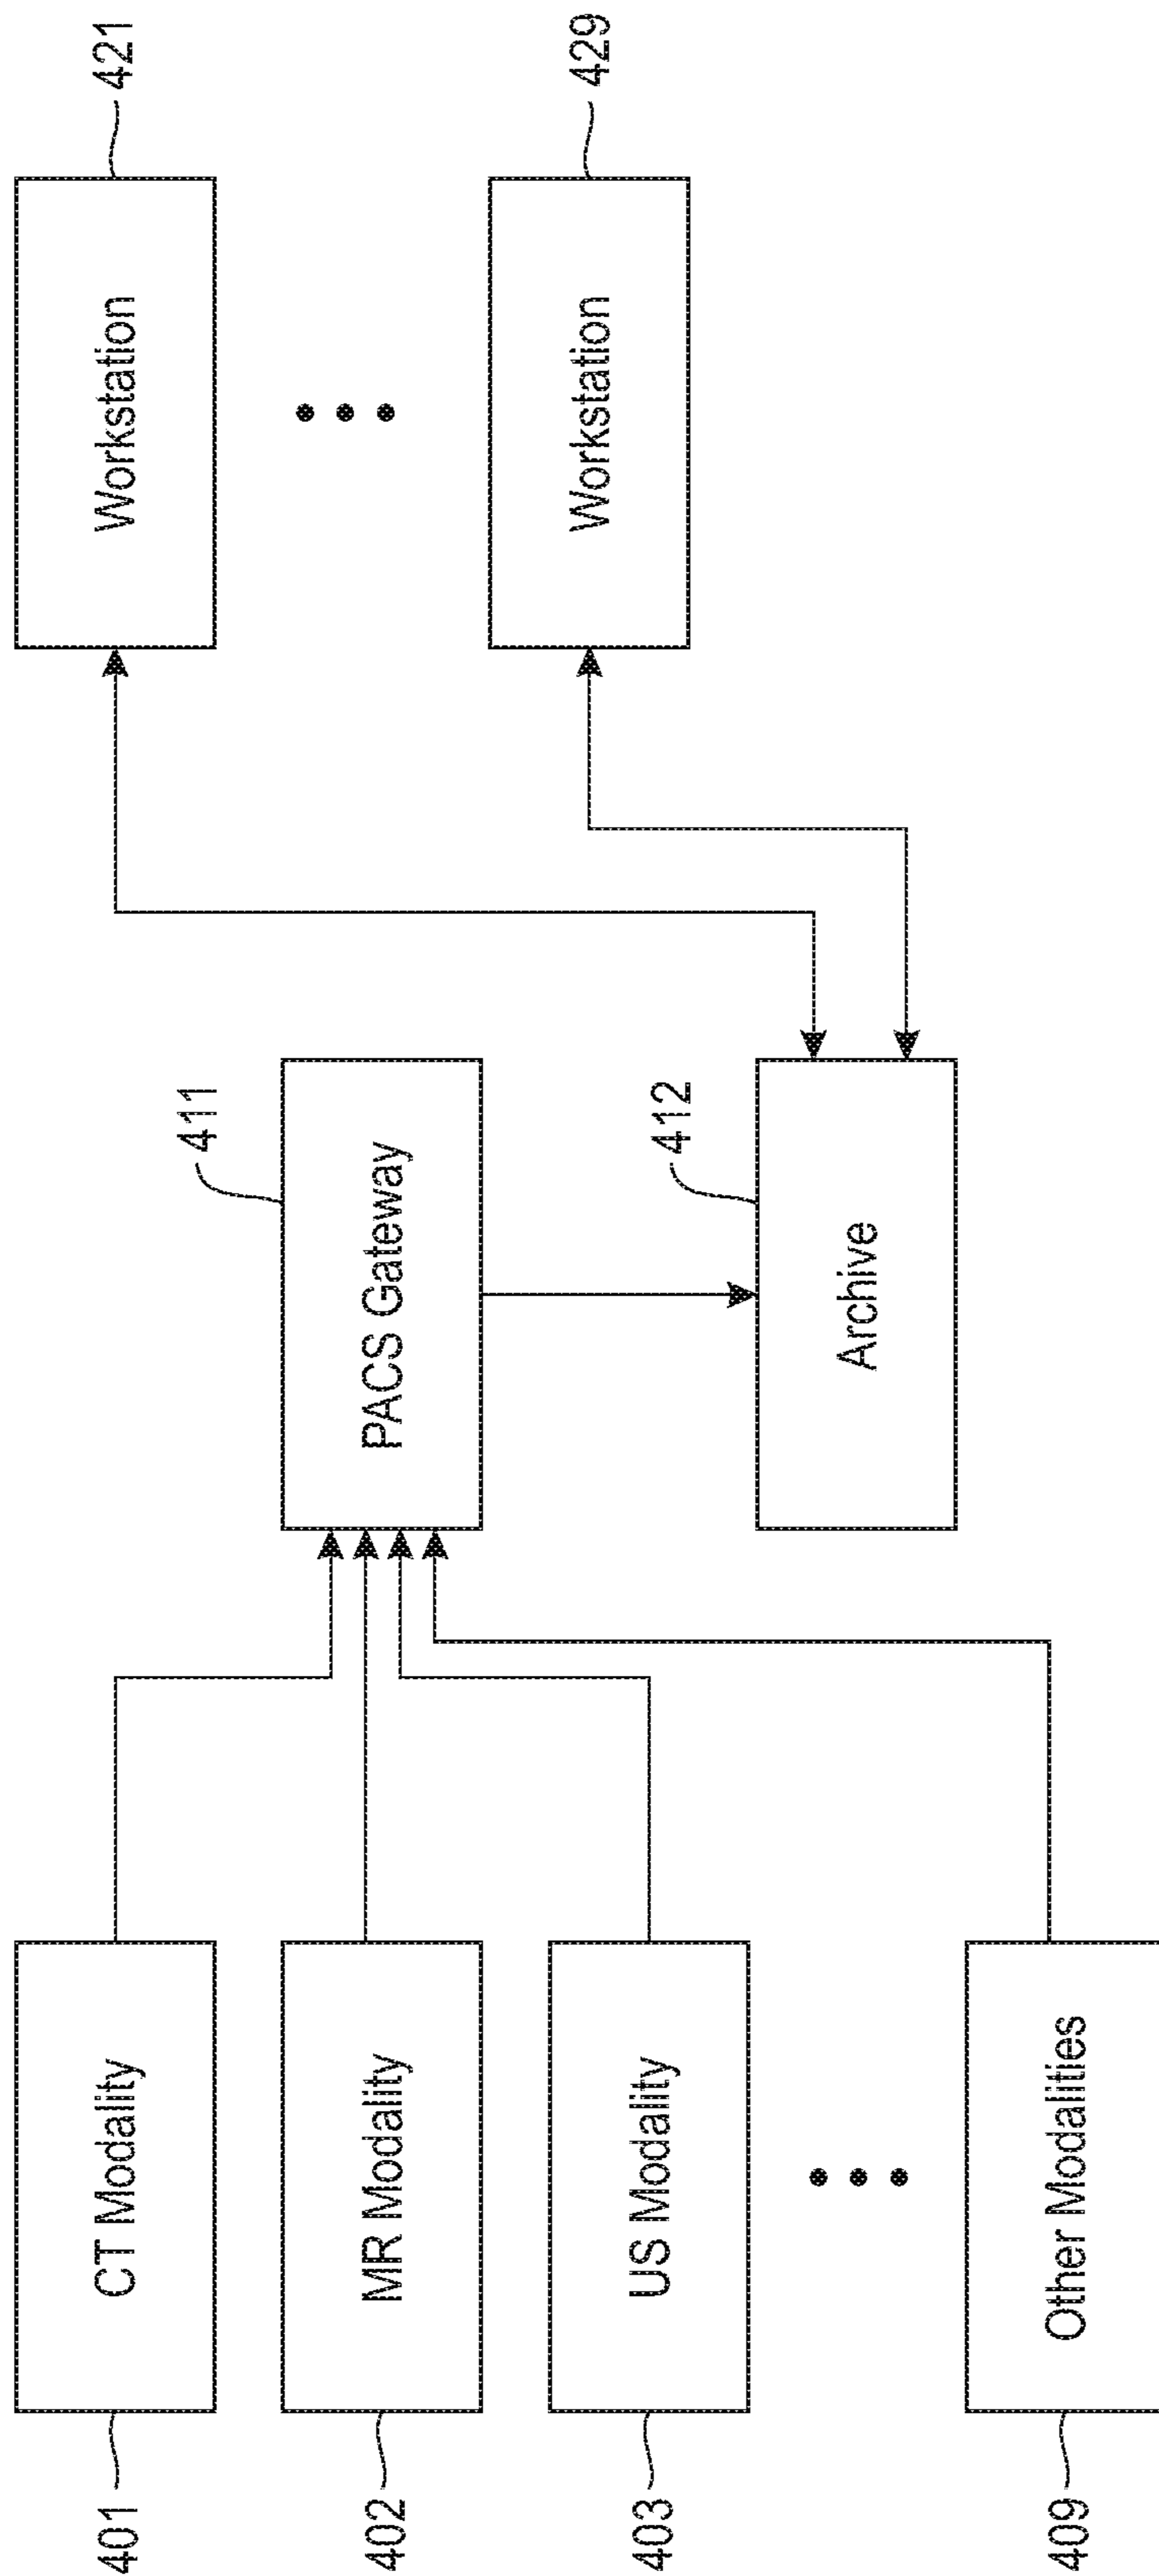 401
CT Modality
402
MR Modality
403
US Modality
409
Other Modalities
411
PACS Gateway
412
Archive
421
Workstation
429
Workstation